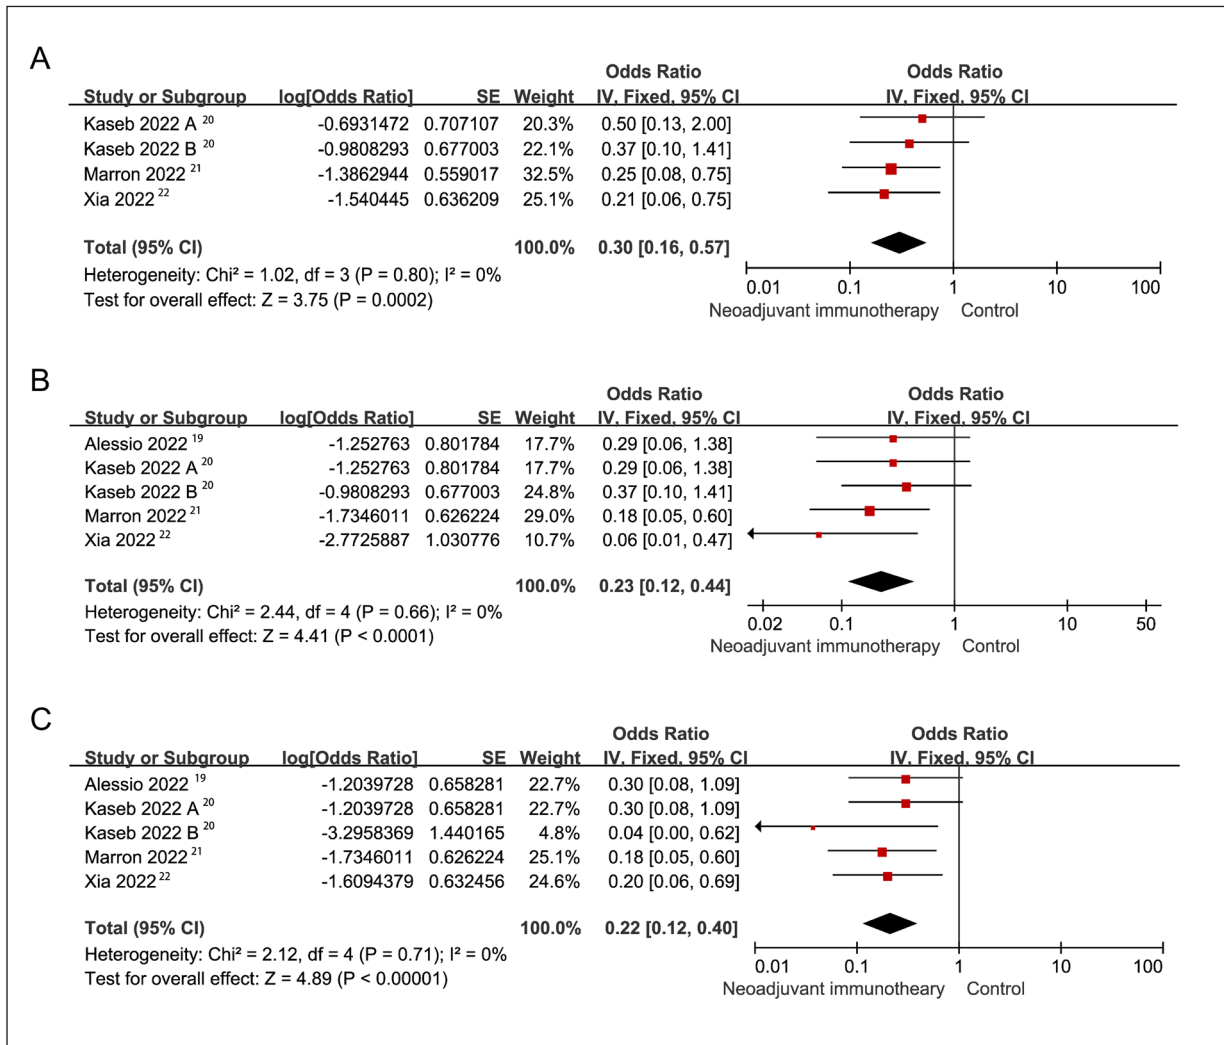 A
Odds Ratio Odds Ratio
Study or Subgroup log[Odds Ratio] SE Weight IV, Fixed, 95% CI IV, Fixed, 95% CI
Kaseb 2022 A 20 -0.6931472 0.707107 20.3% 0.50 [0.13, 2.00]
Kaseb 2022 B 20 -0.9808293 0.677003 22.1% 0.37 [0.10, 1.41]
Marron 2022 21 -1.3862944 0.559017 32.5% 0.25 [0.08, 0.75]
Xia 2022 22 -1.540445 0.636209 25.1% 0.21 [0.06, 0.75]
Total (95% CI) 100.0% 0.30 [0.16, 0.57]
Heterogeneity: Chi² = 1.02, df = 3 (P = 0.80); I² = 0%
Test for overall effect: Z = 3.75 (P = 0.0002)
0.01 0.1 1 10 100
Neoadjuvant immunotherapy Control
B
Odds Ratio Odds Ratio
Study or Subgroup log[Odds Ratio] SE Weight IV, Fixed, 95% CI IV, Fixed, 95% CI
Alessio 2022 19 -1.252763 0.801784 17.7% 0.29 [0.06, 1.38]
Kaseb 2022 A 20 -1.252763 0.801784 17.7% 0.29 [0.06, 1.38]
Kaseb 2022 B 20 -0.9808293 0.677003 24.8% 0.37 [0.10, 1.41]
Marron 2022 21 -1.7346011 0.626224 29.0% 0.18 [0.05, 0.60]
Xia 2022 22 -2.7725887 1.030776 10.7% 0.06 [0.01, 0.47]
Total (95% CI) 100.0% 0.23 [0.12, 0.44]
Heterogeneity: Chi² = 2.44, df = 4 (P = 0.66); I² = 0%
Test for overall effect: Z = 4.41 (P < 0.0001)
0.02 0.1 1 10 50
Neoadjuvant immunotherapy Control
C
Odds Ratio Odds Ratio
Study or Subgroup log[Odds Ratio] SE Weight IV, Fixed, 95% CI IV, Fixed, 95% CI
Alessio 2022 19 -1.2039728 0.658281 22.7% 0.30 [0.08, 1.09]
Kaseb 2022 A 20 -1.2039728 0.658281 22.7% 0.30 [0.08, 1.09]
Kaseb 2022 B 20 -3.2958369 1.440165 4.8% 0.04 [0.00, 0.62]
Marron 2022 21 -1.7346011 0.626224 25.1% 0.18 [0.05, 0.60]
Xia 2022 22 -1.6094379 0.632456 24.6% 0.20 [0.06, 0.69]
Total (95% CI) 100.0% 0.22 [0.12, 0.40]
Heterogeneity: Chi² = 2.12, df = 4 (P = 0.71); I² = 0%
Test for overall effect: Z = 4.89 (P < 0.00001)
0.01 0.1 1 10 100
Neoadjuvant immunotheary Control